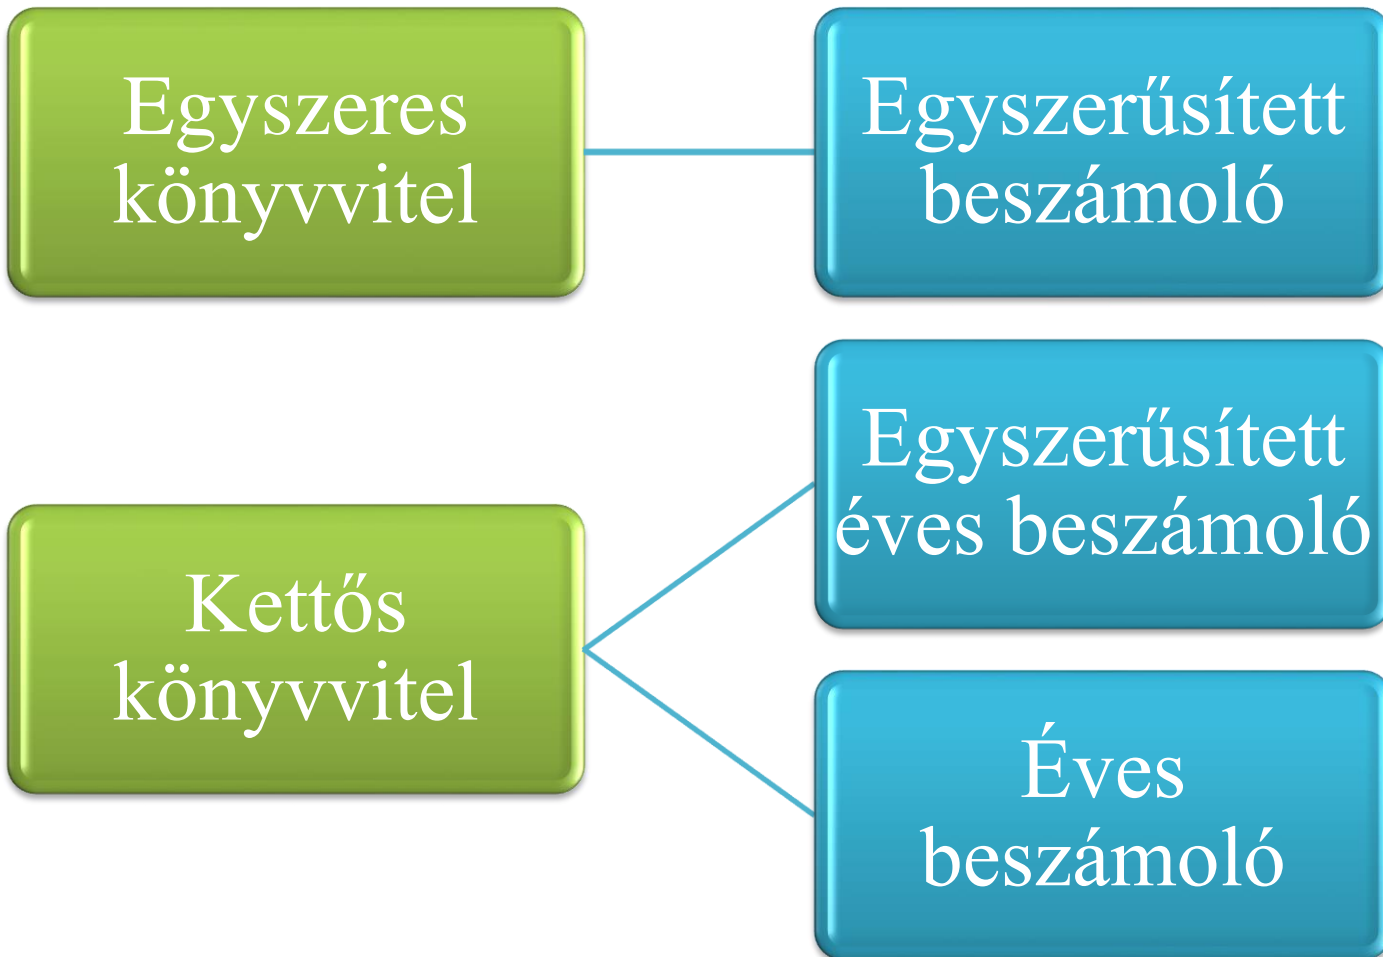 Egyszeres
könyvvitel
Egyszerűsített
beszámoló
Kettős
könyvvitel
Egyszerűsített
éves beszámoló
Éves
beszámoló